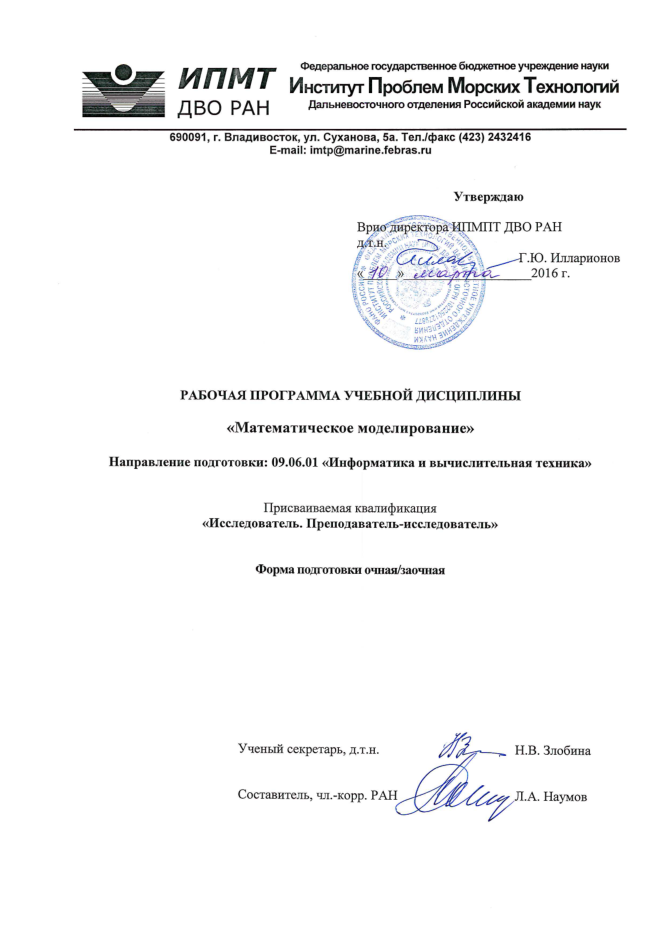 ИПМТ
ДВО РАН
Федеральное государственное бюджетное учреждение науки
Институт Проблем Морских Технологий
Дальневосточного отделения Российской академии наук
690091, г. Владивосток, ул. Суханова, 5а. Тел./факс (423) 2432416
E-mail: imtp@marine.febras.ru
Утверждаю
Врио директора ИПМПТ ДВО РАН
д.т.н.
Г.Ю. Илларионов
« 10 » марта 2016 г.
РАБОЧАЯ ПРОГРАММА УЧЕБНОЙ ДИСЦИПЛИНЫ
«Математическое моделирование»
Направление подготовки: 09.06.01 «Информатика и вычислительная техника»
Присваиваемая квалификация
«Исследователь. Преподаватель-исследователь»
Форма подготовки очная/заочная
Ученый секретарь, д.т.н. Н.В. Злобина
Составитель, чл.-корр. РАН Л.А. Наумов